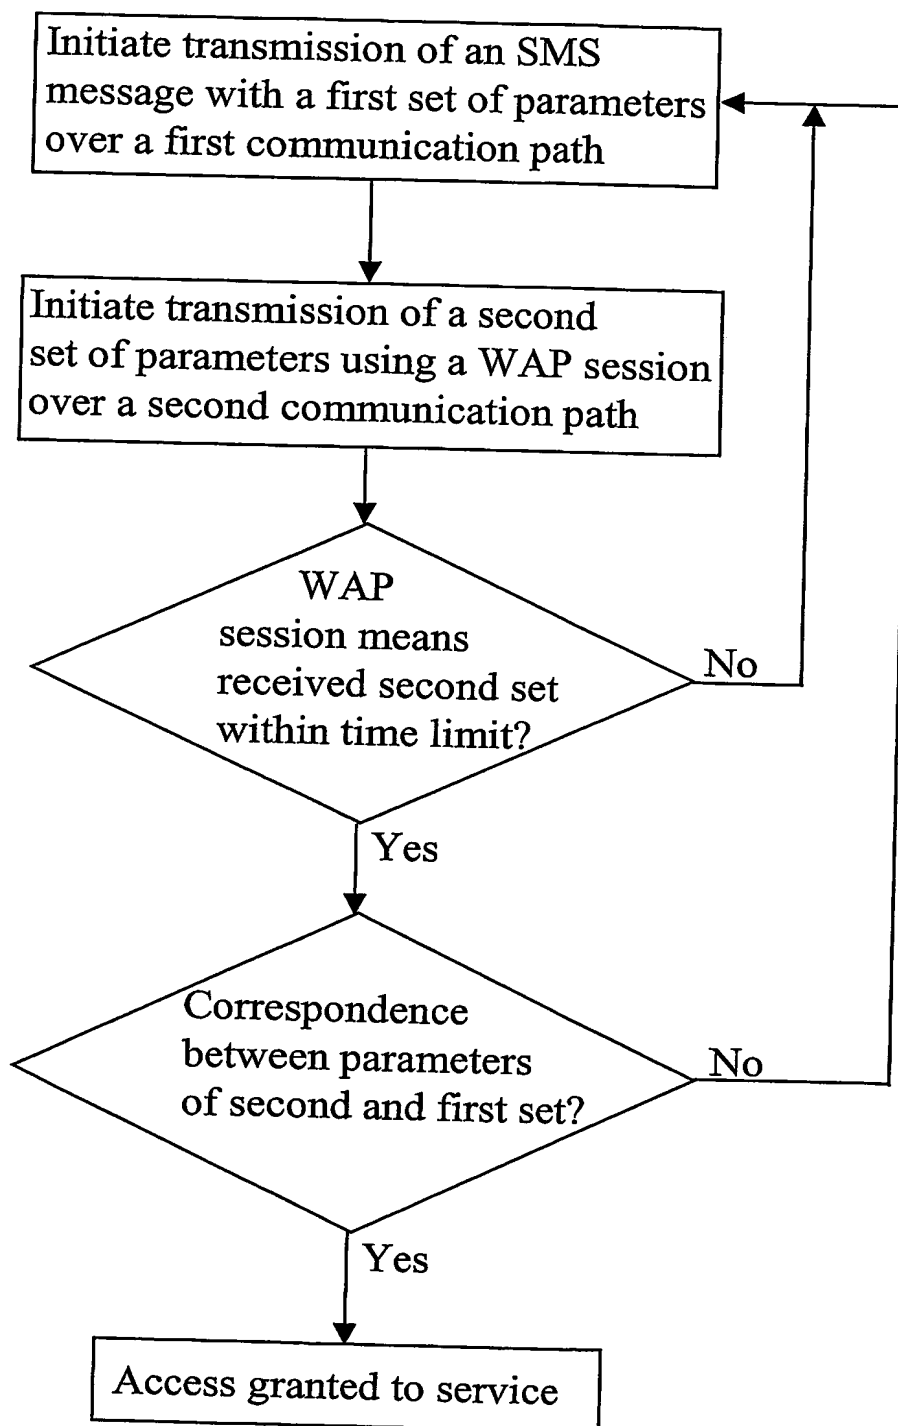 Initiate transmission of an SMS
message with a first set of parameters
over a first communication path
Initiate transmission of a second
set of parameters using a WAP session
over a second communication path
WAP
session means
received second set
within time limit?
No
Yes
Correspondence
between parameters
of second and first set?
No
Yes
Access granted to service